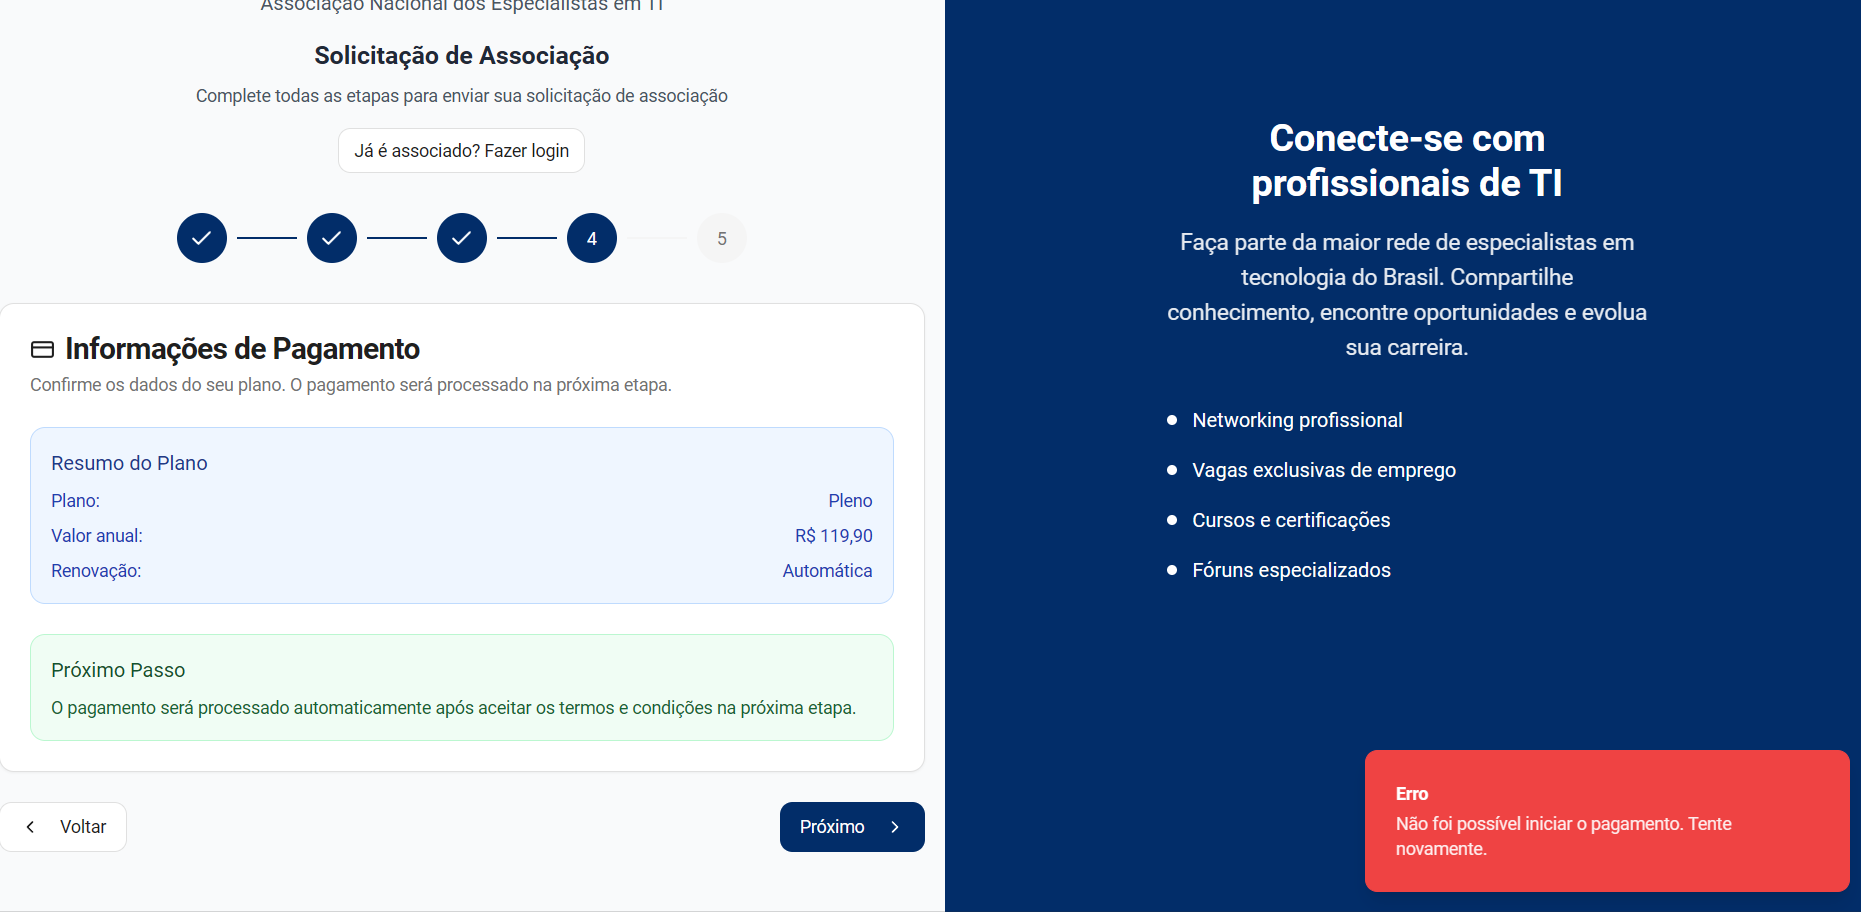 Associação Nacional dos Especialistas em TI
Solicitação de Associação
Complete todas as etapas para enviar sua solicitação de associação
Já é associado? Fazer login
4
5
Informações de Pagamento
Confirme os dados do seu plano. O pagamento será processado na próxima etapa.
Resumo do Plano
Plano: Pleno
Valor anual: R$ 119,90
Renovação: Automática
Próximo Passo
O pagamento será processado automaticamente após aceitar os termos e condições na próxima etapa.
Voltar
Próximo
Conecte-se com
profissionais de TI
Faça parte da maior rede de especialistas em
tecnologia do Brasil. Compartilhe
conhecimento, encontre oportunidades e evolua
sua carreira.
Networking profissional
Vagas exclusivas de emprego
Cursos e certificações
Fóruns especializados
Erro
Não foi possível iniciar o pagamento. Tente
novamente.